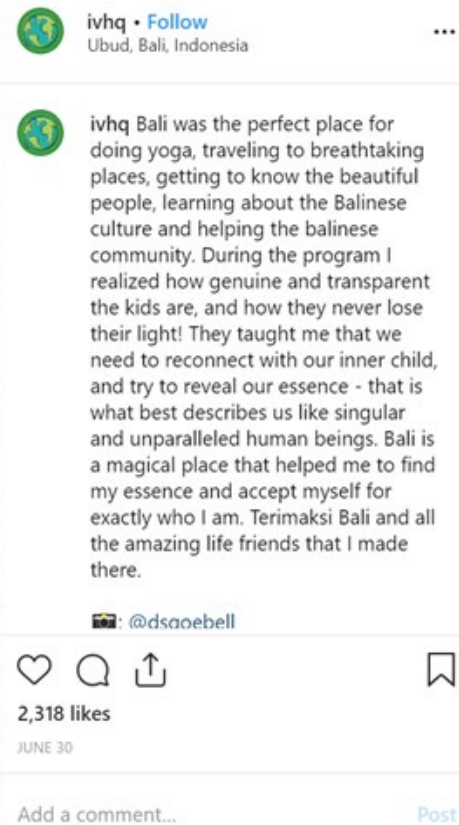 ivhq • Follow
Ubud, Bali, Indonesia
ivhq Bali was the perfect place for
doing yoga, traveling to breathtaking
places, getting to know the beautiful
people, learning about the Balinese
culture and helping the balinese
community. During the program I
realized how genuine and transparent
the kids are, and how they never lose
their light! They taught me that we
need to reconnect with our inner child,
and try to reveal our essence - that is
what best describes us like singular
and unparalleled human beings. Bali is
a magical place that helped me to find
my essence and accept myself for
exactly who I am. Terimaksi Bali and all
the amazing life friends that I made
there.
📸: @dsgoebell
2,318 likes
JUNE 30
Add a comment...
Post